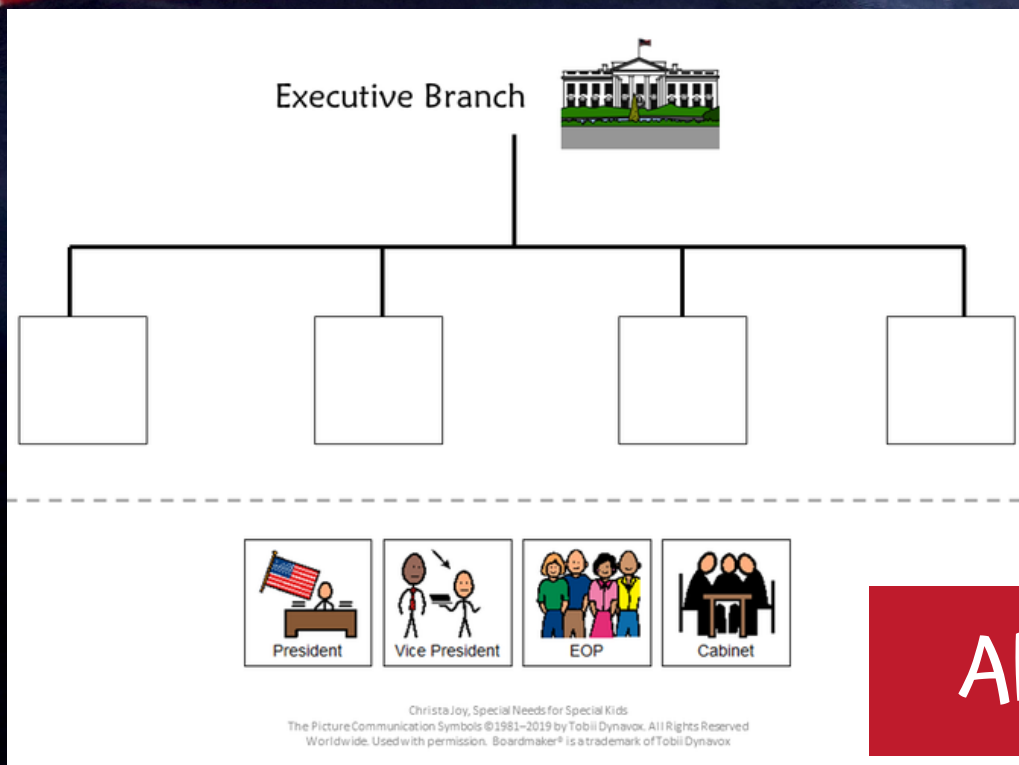 Executive Branch
President
Vice President
EOP
Cabinet
Christa Joy, Special Needs for Special Kids
The Picture Communication Symbols ©1981–2019 by Tobii Dynavox. All Rights Reserved
Worldwide. Used with permission. Boardmaker® is a trademark of Tobii Dynavox